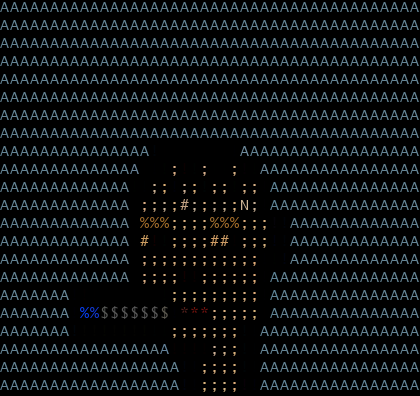 AAAAAAAAAAAAAAAAAAAAAAAAAAAAAAAAAAAAAAAAAA
AAAAAAAAAAAAAAAAAAAAAAAAAAAAAAAAAAAAAAAAAA
AAAAAAAAAAAAAAAAAAAAAAAAAAAAAAAAAAAAAAAAAA
AAAAAAAAAAAAAAAAAAAAAAAAAAAAAAAAAAAAAAAAAA
AAAAAAAAAAAAAAAAAAAAAAAAAAAAAAAAAAAAAAAAAA
AAAAAAAAAAAAAAAAAAAAAAAAAAAAAAAAAAAAAAAAAA
AAAAAAAAAAAAAAAAAAAAAAAAAAAAAAAAAAAAAAAAAA
AAAAAAAAAAAAAAAAAAAAAAAAAAAAAAAAAAAAAAAAAA
AAAAAAAAAAAAAAA         AAAAAAAAAAAAAAAAAA
AAAAAAAAAAAAAA   ;  ;  ;  AAAAAAAAAAAAAAAA
AAAAAAAAAAAAA  ;; ;; ;; ;; AAAAAAAAAAAAAAA
AAAAAAAAAAAAA ;;;;#;;;;;N; AAAAAAAAAAAAAAA
AAAAAAAAAAAAA %%%;;;;%%%;;;  AAAAAAAAAAAAA
AAAAAAAAAAAAA #  ;;;;## ;;;  AAAAAAAAAAAAA
AAAAAAAAAAAAA ;;;;;;;;;;;;   AAAAAAAAAAAAA
AAAAAAAAAAAAA ;;;;  ;;;;;; AAAAAAAAAAAAAAA
AAAAAAA          ;;;;;;;;; AAAAAAAAAAAAAAA
AAAAAAA %%$$$$$$$ ☆☆☆;;;;; AAAAAAAAAAAAAAA
AAAAAAA          ;;;;;;;  AAAAAAAAAAAAAAAA
AAAAAAAAAAAAAAAAA    ;;;  AAAAAAAAAAAAAAAA
AAAAAAAAAAAAAAAAAA  ;;;;  AAAAAAAAAAAAAAAA
AAAAAAAAAAAAAAAAAA  ;;;;  AAAAAAAAAAAAAAAA